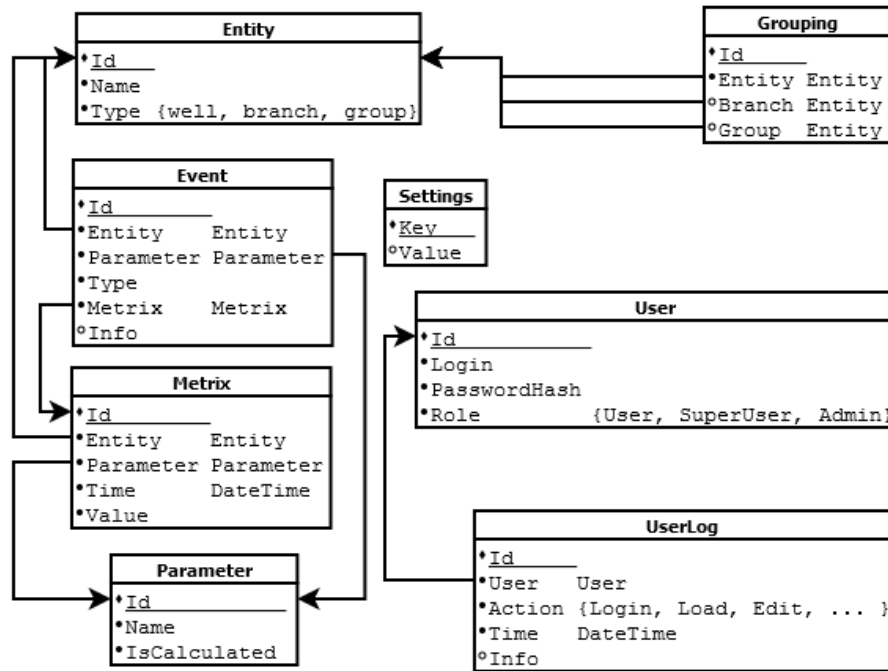 Entity
Id
Name
Type {well, branch, group}
Grouping
Id
Entity Entity
Branch Entity
Group Entity
Event
Id
Entity Entity
Parameter Parameter
Type
Metrix Metrix
Info
Settings
Key
Value
User
Id
Login
PasswordHash
Role {User, SuperUser, Admin}
Metrix
Id
Entity Entity
Parameter Parameter
Time DateTime
Value
Parameter
Id
Name
IsCalculated
UserLog
Id
User User
Action {Login, Load, Edit, ... }
Time DateTime
Info